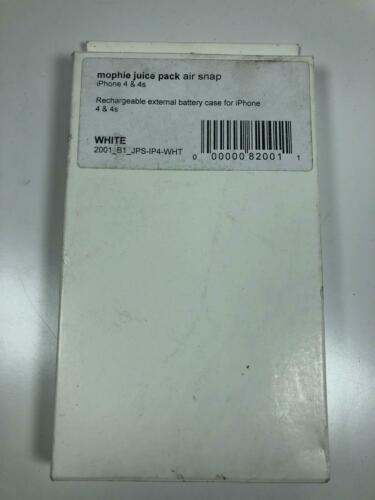 mophie juice pack air snap
iPhone 4 & 4s
Rechargeable external battery case for iPhone
4 & 4s
WHITE
2001_B1_JPS-IP4-WHT
0 00000 82001 1